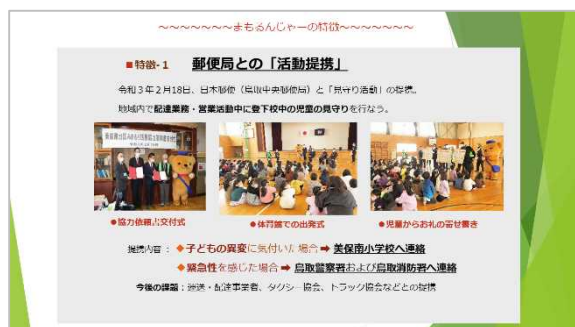 ~~~~~~~まもるんじゃーの特徴~~~~~~~
■特徴-1 郵便局との「活動提携」
令和3年2月18日、日本郵便（鳥取中央郵便局）と「見守り活動」の提携。
地域内で配達業務・営業活動中に登下校中の児童の見守りを行なう。
●協力依頼書交付式 ●体育館での出発式 ●児童からお礼の寄せ書き
提携内容： ◆子どもの異変に気付いた場合 ➡ 美保南小学校へ連絡
◆緊急性を感じた場合 ➡ 鳥取警察署および鳥取消防署へ連絡
今後の課題：運送・配達事業者、タクシー協会、トラック協会などとの提携